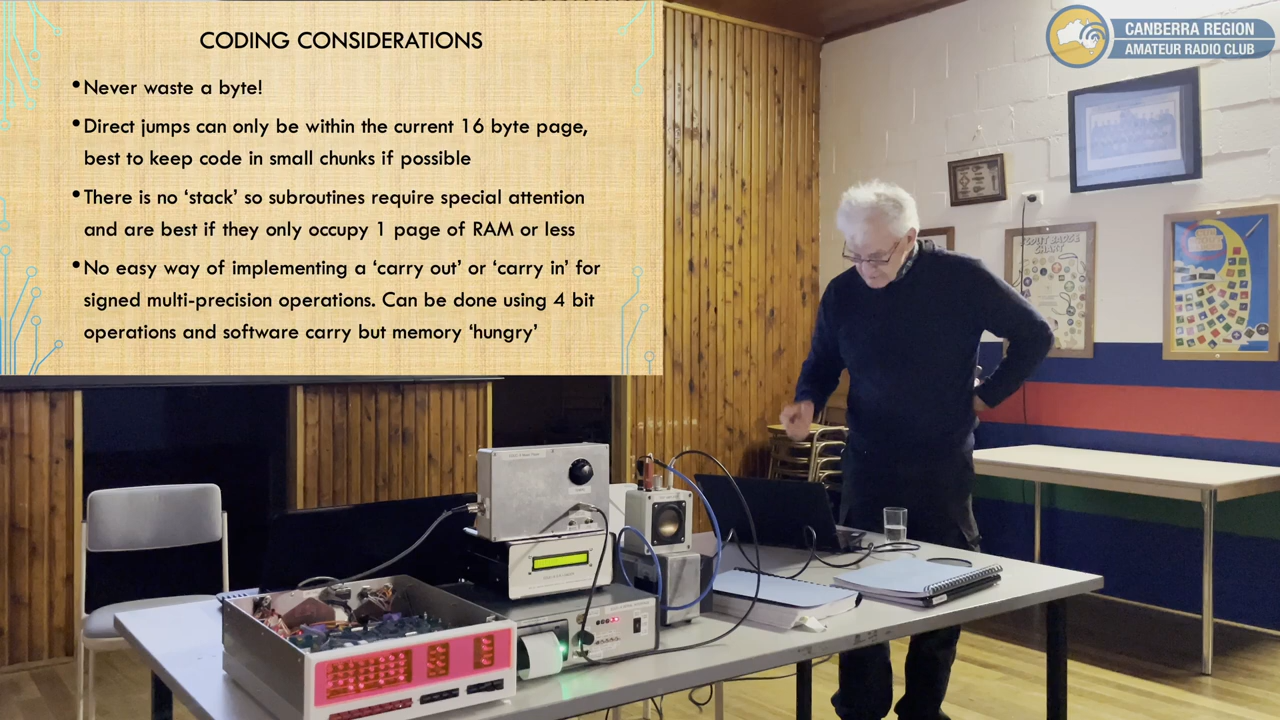 CODING CONSIDERATIONS
•Never waste a byte!
•Direct jumps can only be within the current 16 byte page,
best to keep code in small chunks if possible
•There is no ‘stack’ so subroutines require special attention
and are best if they only occupy 1 page of RAM or less
•No easy way of implementing a ‘carry out’ or ‘carry in’ for
signed multi-precision operations. Can be done using 4 bit
operations and software carry but memory ‘hungry’
CANBERRA REGION
AMATEUR RADIO CLUB
SCOUT BADGE
CHART